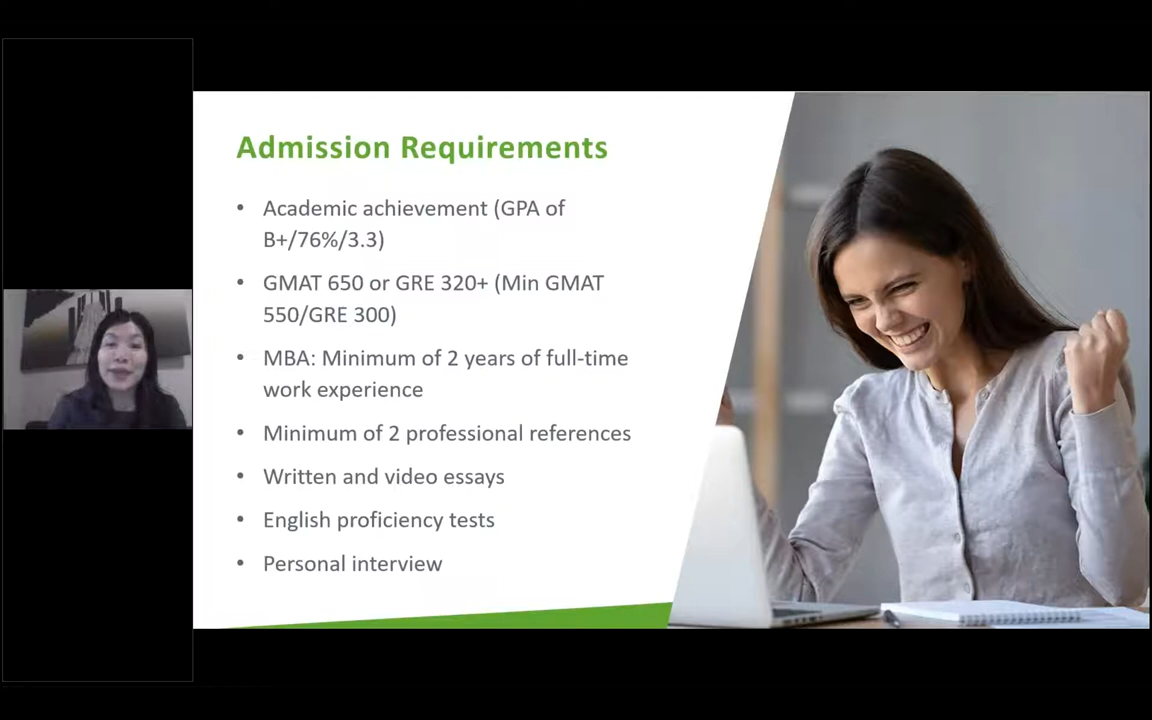 Admission Requirements
• Academic achievement (GPA of
B+/76%/3.3)
• GMAT 650 or GRE 320+ (Min GMAT
550/GRE 300)
• MBA: Minimum of 2 years of full-time
work experience
• Minimum of 2 professional references
• Written and video essays
• English proficiency tests
• Personal interview